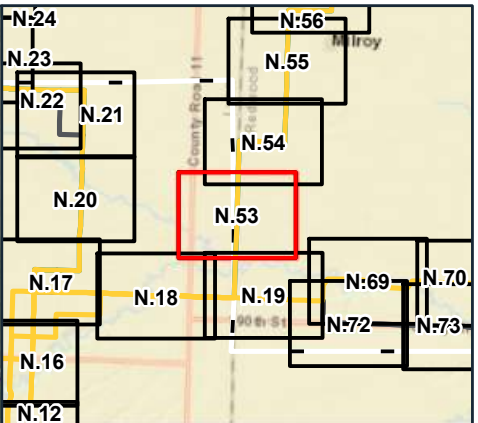 N.24
N.56
Milroy
N.23
N.55
N.22
N.21
County Road 11
Redwood
N.54
N.20
N.53
N.17
N.18
N.19
N.69
N.70
90th St
N.72
N.73
N.16
N.12